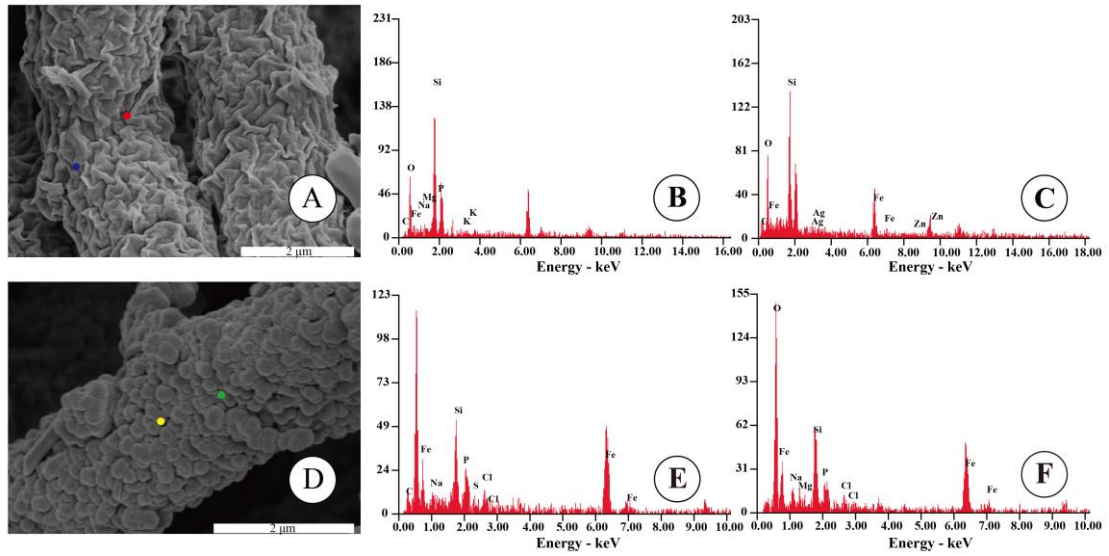 A
2 μm
B
231
186
138
92
46
0
O
C
Fe
Na
Mg
Si
P
K
K
0.00 2.00 4.00 6.00 8.00 10.00 12.00 14.00 16.00
Energy - keV
C
203
162
122
81
40
0
O
C
Fe
Si
Ag
Ag
Fe
Fe
Zn
Zn
0.00 2.00 4.00 6.00 8.00 10.00 12.00 14.00 16.00 18.00
Energy - keV
D
2 μm
E
123
98
73
49
24
0
C
Fe
Na
Si
P
S
Cl
Cl
Fe
Fe
0.00 1.00 2.00 3.00 4.00 6.00 7.00 8.00 9.00 10.00
Energy - keV
F
155
124
93
62
31
0
O
Fe
Na
Mg
Si
P
Cl
Cl
Fe
Fe
0.00 1.00 2.00 3.00 4.00 6.00 7.00 8.00 9.00 10.00
Energy - keV